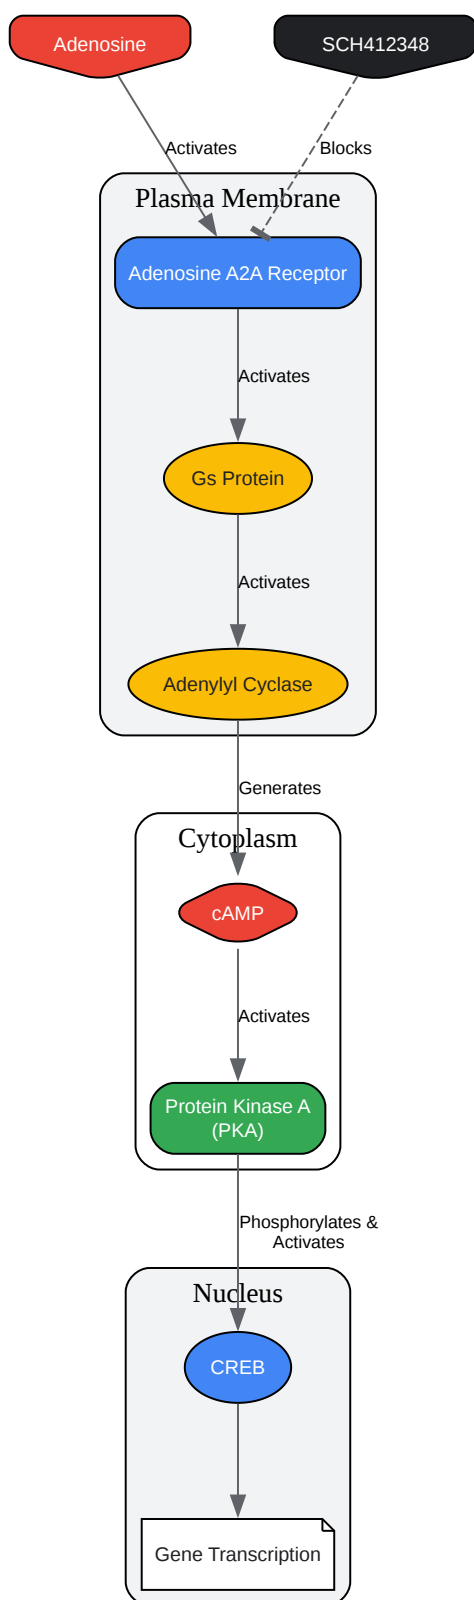 Adenosine
SCH412348
Activates
Blocks
Plasma Membrane
Adenosine A2A Receptor
Activates
Gs Protein
Activates
Adenylyl Cyclase
Generates
Cytoplasm
cAMP
Activates
Protein Kinase A
(PKA)
Phosphorylates &
Activates
Nucleus
CREB
Gene Transcription